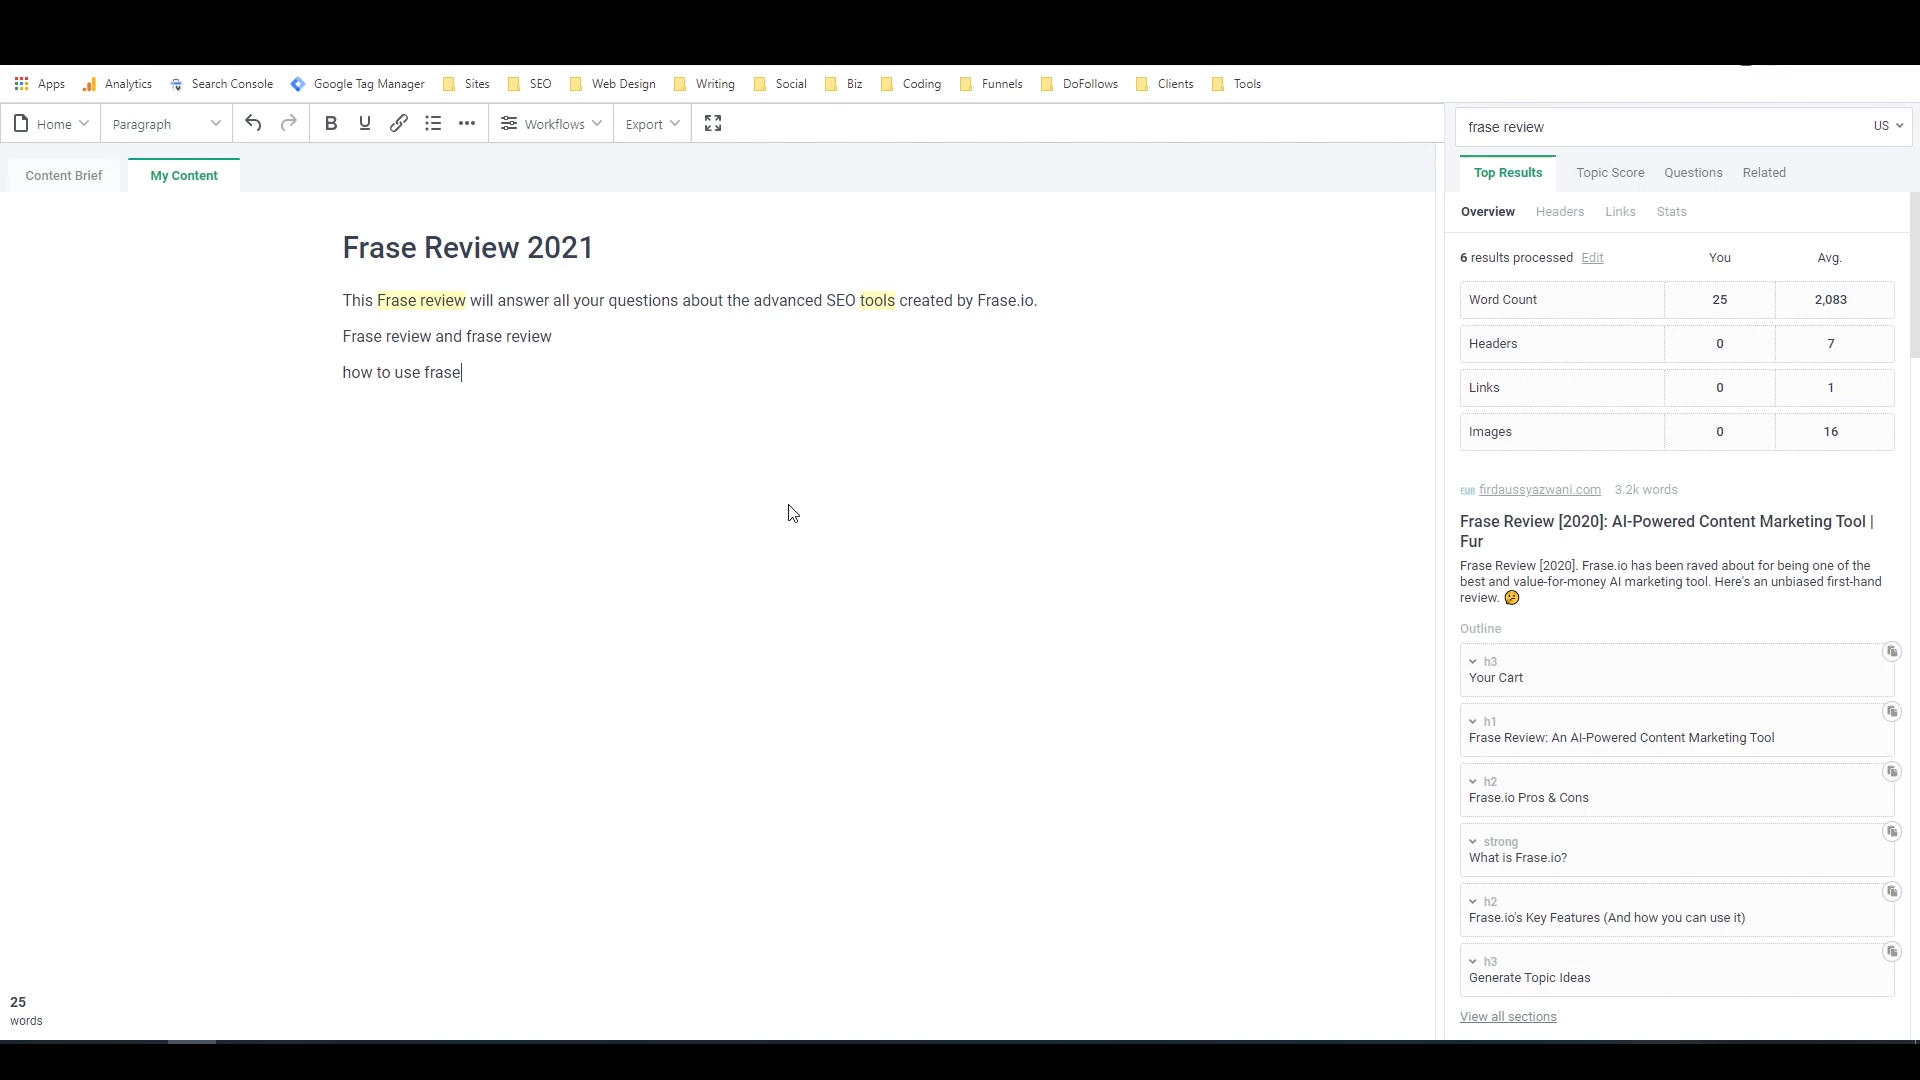 Apps Analytics Search Console Google Tag Manager Sites SEO Web Design Writing Social Biz Coding Funnels DoFollows Clients Tools
Home Paragraph B U Workflows Export
frase review US
Content Brief My Content
Top Results Topic Score Questions Related
Overview Headers Links Stats
Frase Review 2021
This Frase review will answer all your questions about the advanced SEO tools created by Frase.io.
Frase review and frase review
how to use frase
25
words
6 results processed Edit You Avg.
Word Count 25 2,083
Headers 0 7
Links 0 1
Images 0 16
FUR firdaussyazwani.com 3.2k words
Frase Review [2020]: AI-Powered Content Marketing Tool |
Fur
Frase Review [2020]. Frase.io has been raved about for being one of the
best and value-for-money AI marketing tool. Here's an unbiased first-hand
review. 🤔
Outline
h3
Your Cart
h1
Frase Review: An AI-Powered Content Marketing Tool
h2
Frase.io Pros & Cons
strong
What is Frase.io?
h2
Frase.io's Key Features (And how you can use it)
h3
Generate Topic Ideas
View all sections